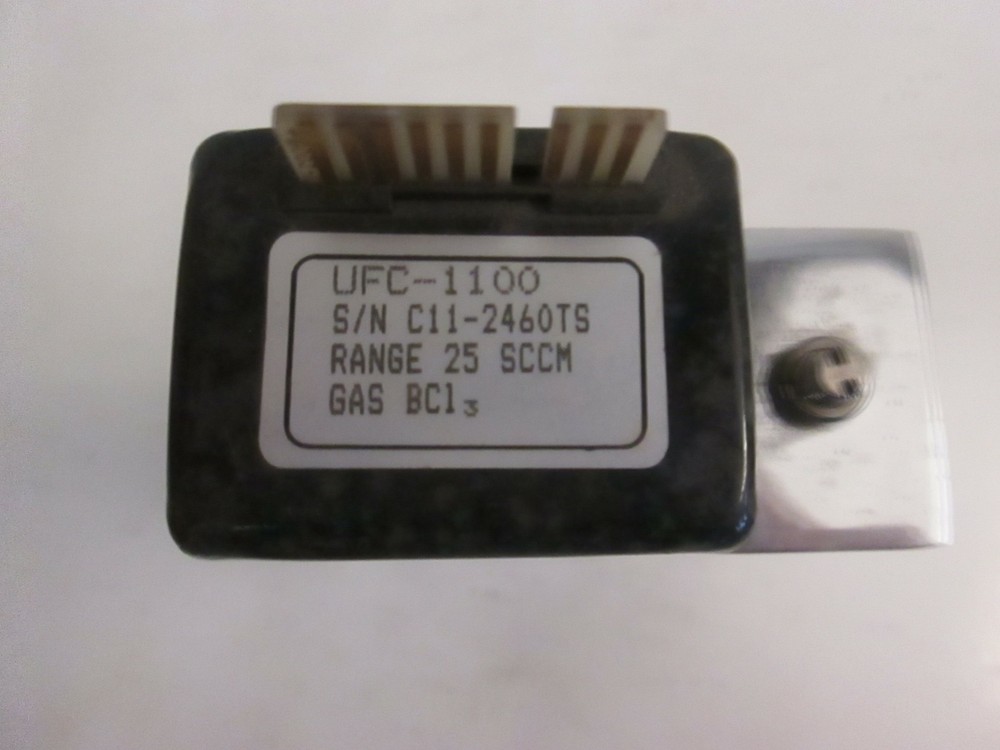 UFC-1100
S/N C11-2460TS
RANGE 25 SCCM
GAS BCl₃